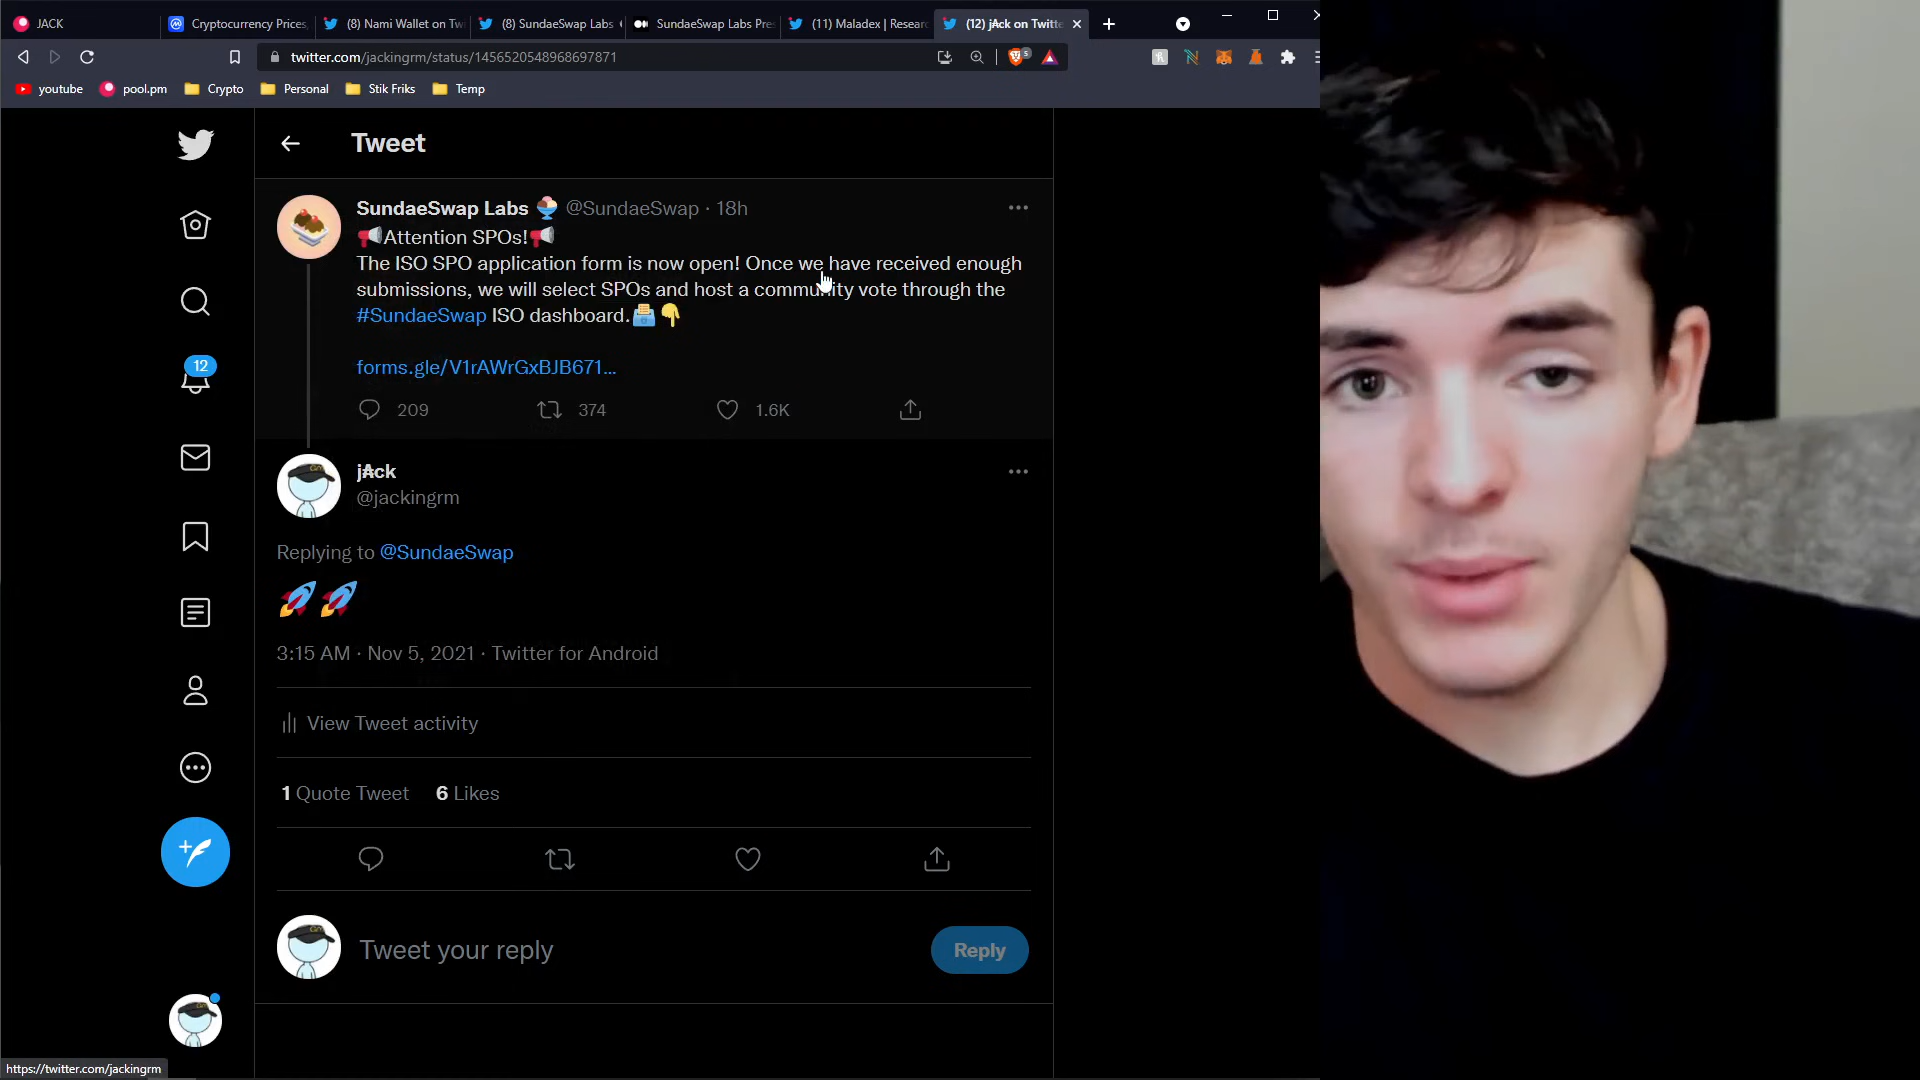 JACK
Cryptocurrency Prices,
(8) Nami Wallet on Tw
(8) SundaeSwap Labs
SundaeSwap Labs Pre
(11) Maladex | Resear
(12) j₳ck on Twitte
twitter.com/jackingrm/status/1456520548968697871
5
youtube
pool.pm
Crypto
Personal
Stik Friks
Temp
Tweet
SundaeSwap Labs 🍨 @SundaeSwap · 18h
📢Attention SPOs!📢
The ISO SPO application form is now open! Once we have received enough
submissions, we will select SPOs and host a community vote through the
#SundaeSwap ISO dashboard.📇👇
forms.gle/V1rAWrGxBJB671...
209
374
1.6K
12
j₳ck
@jackingrm
Replying to @SundaeSwap
🚀🚀
3:15 AM · Nov 5, 2021 · Twitter for Android
View Tweet activity
1 Quote Tweet 6 Likes
Tweet your reply
Reply
https://twitter.com/jackingrm